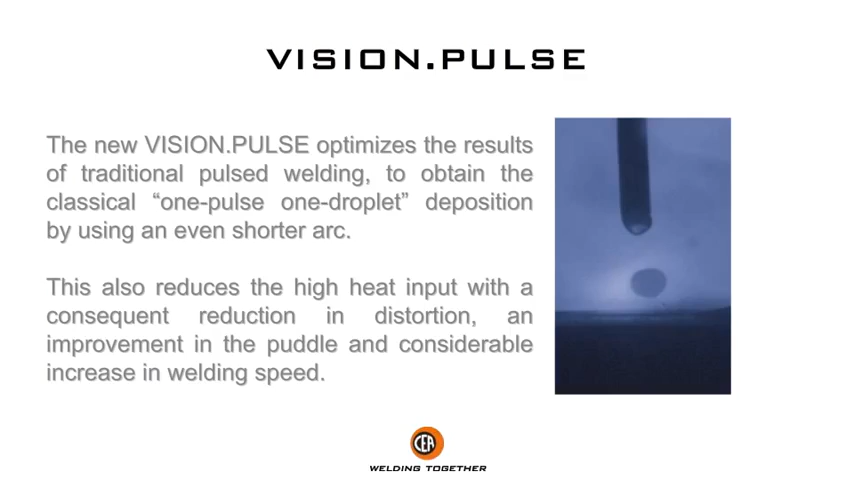 VISION.PULSE
The new VISION.PULSE optimizes the results
of traditional pulsed welding, to obtain the
classical “one-pulse one-droplet” deposition
by using an even shorter arc.
This also reduces the high heat input with a
consequent reduction in distortion, an
improvement in the puddle and considerable
increase in welding speed.
CEA
WELDING TOGETHER